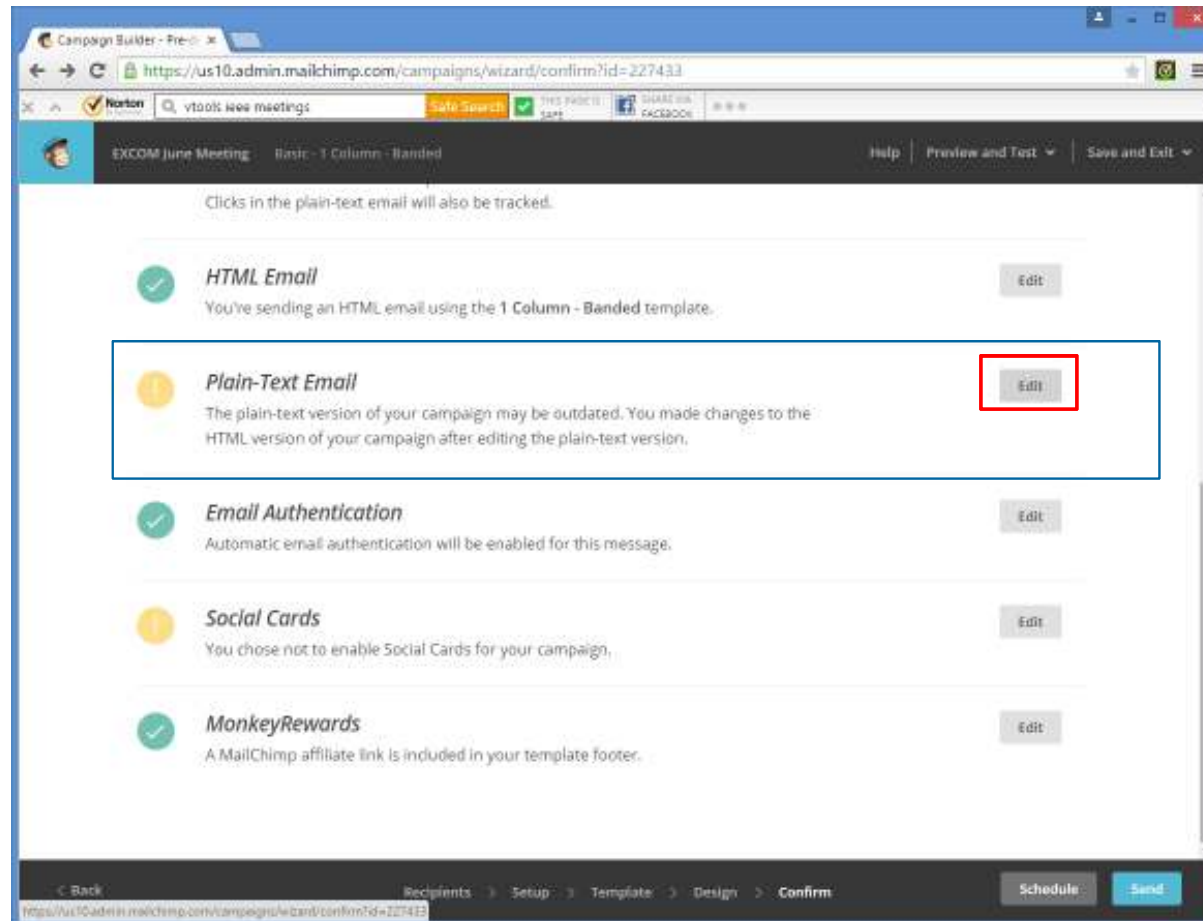 Campaign Builder - Pre-
https://us10.admin.mailchimp.com/campaigns/wizard/confirm?id=227433
Norton vtools ieee meetings Safe Search THIS PAGE IS SAFE SHARE VIA FACEBOOK
EXCOM June Meeting Basic - 1 Column - Banded Help Preview and Test Save and Exit
Clicks in the plain-text email will also be tracked.
HTML Email Edit
You're sending an HTML email using the 1 Column - Banded template.
Plain-Text Email Edit
The plain-text version of your campaign may be outdated. You made changes to the
HTML version of your campaign after editing the plain-text version.
Email Authentication Edit
Automatic email authentication will be enabled for this message.
Social Cards Edit
You chose not to enable Social Cards for your campaign.
MonkeyRewards Edit
A MailChimp affiliate link is included in your template footer.
< Back Recipients > Setup > Template > Design > Confirm Schedule Send
https://us10.admin.mailchimp.com/campaigns/wizard/confirm?id=227433